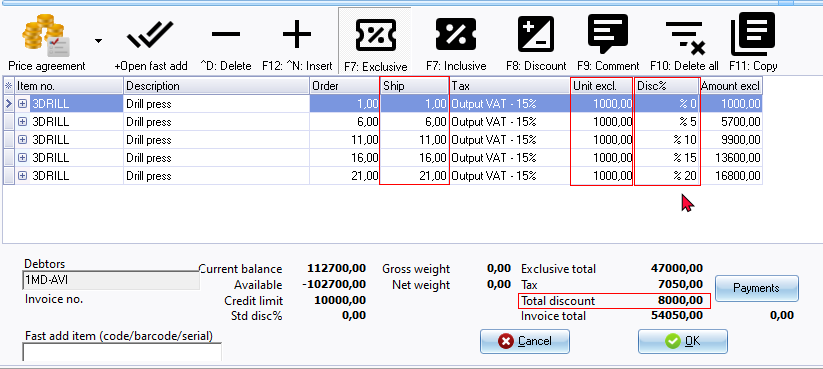 Price agreement +Open fast add ^D: Delete F12: ^N: Insert F7: Exclusive F7: Inclusive F8: Discount F9: Comment F10: Delete all F11: Copy
Item no. Description Order Ship Tax Unit excl. Disc% Amount excl
3DRILL Drill press 1,00 1,00 Output VAT - 15% 1000,00 % 0 1000,00
3DRILL Drill press 6,00 6,00 Output VAT - 15% 1000,00 % 5 5700,00
3DRILL Drill press 11,00 11,00 Output VAT - 15% 1000,00 % 10 9900,00
3DRILL Drill press 16,00 16,00 Output VAT - 15% 1000,00 % 15 13600,00
3DRILL Drill press 21,00 21,00 Output VAT - 15% 1000,00 % 20 16800,00
Debtors
1MD-AVI
Invoice no.
Current balance 112700,00 Gross weight 0,00 Exclusive total 47000,00
Available -102700,00 Net weight 0,00 Tax 7050,00
Credit limit 10000,00 Total discount 8000,00
Std disc% 0,00 Invoice total 54050,00
Payments
0,00
Fast add item (code/barcode/serial)
Cancel OK